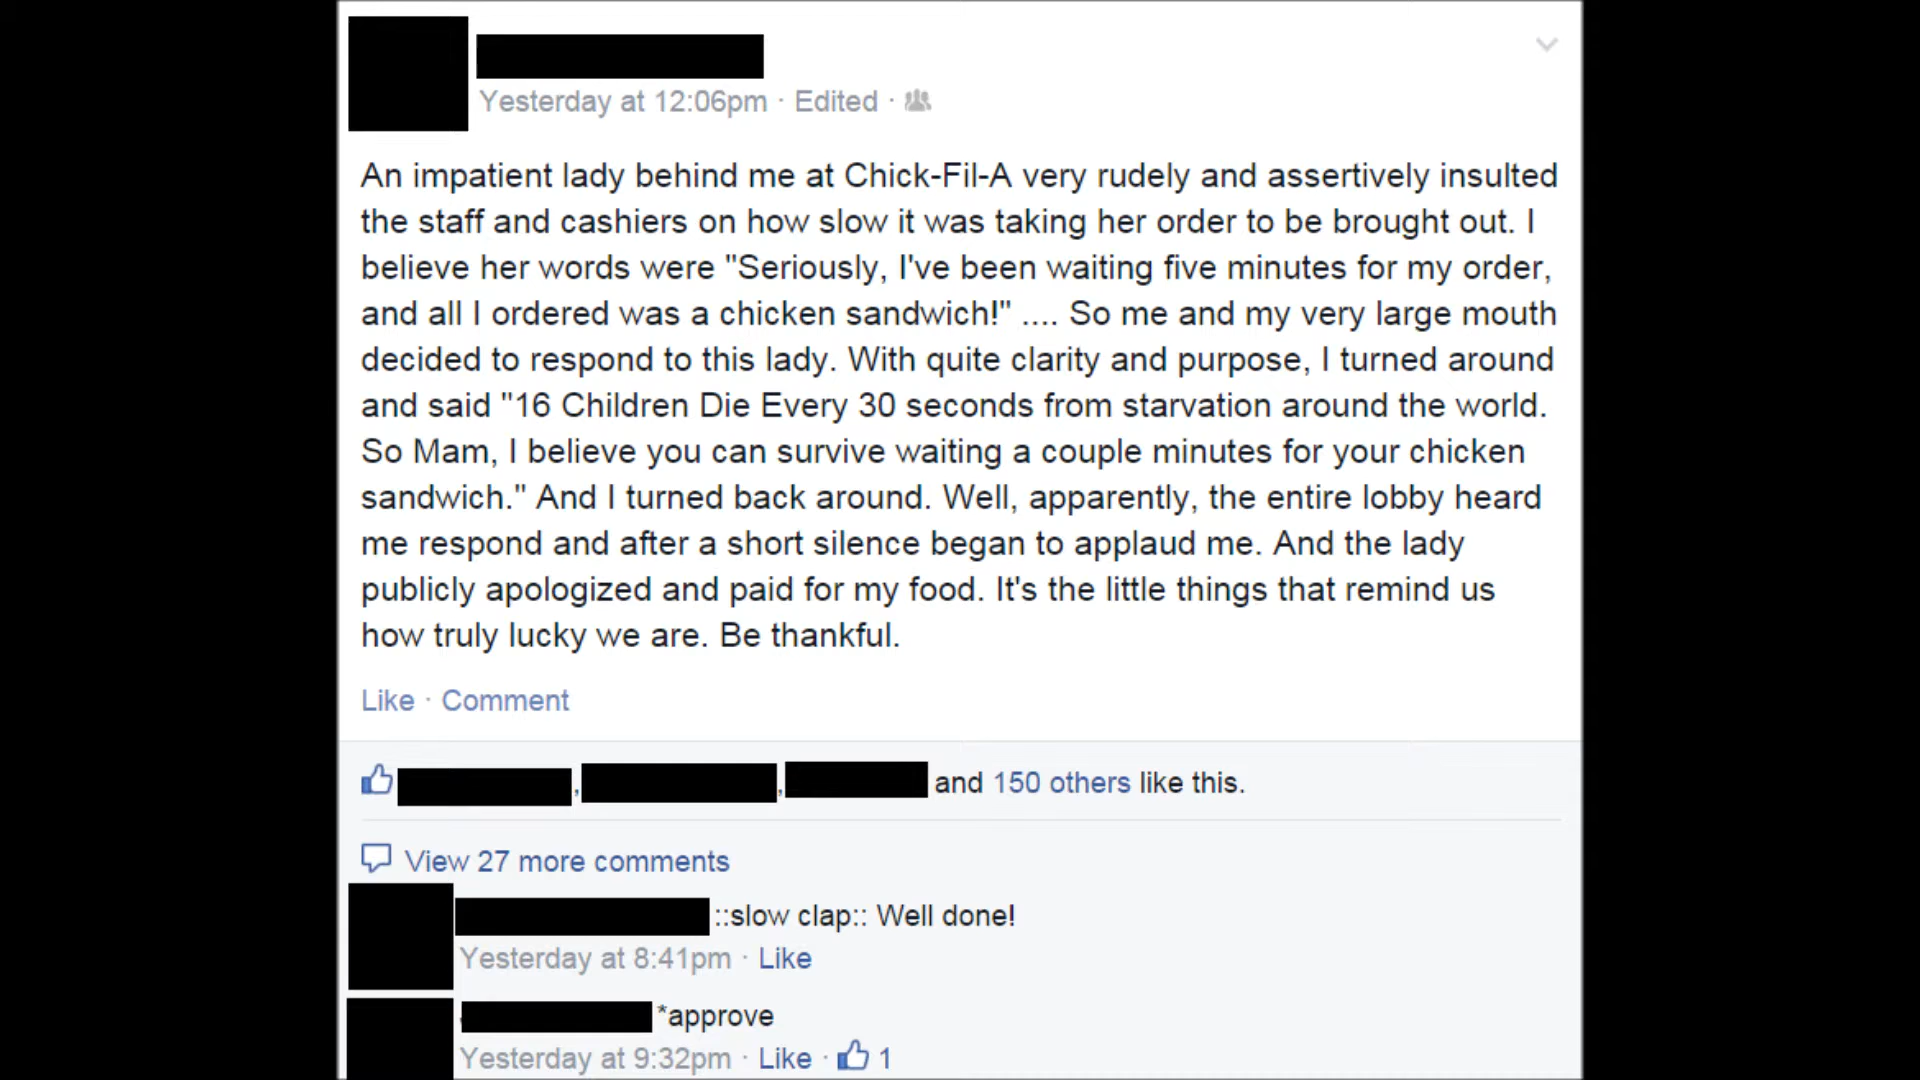 Yesterday at 12:06pm · Edited ·
An impatient lady behind me at Chick-Fil-A very rudely and assertively insulted
the staff and cashiers on how slow it was taking her order to be brought out. I
believe her words were "Seriously, I've been waiting five minutes for my order,
and all I ordered was a chicken sandwich!" .... So me and my very large mouth
decided to respond to this lady. With quite clarity and purpose, I turned around
and said "16 Children Die Every 30 seconds from starvation around the world.
So Mam, I believe you can survive waiting a couple minutes for your chicken
sandwich." And I turned back around. Well, apparently, the entire lobby heard
me respond and after a short silence began to applaud me. And the lady
publicly apologized and paid for my food. It's the little things that remind us
how truly lucky we are. Be thankful.
Like · Comment
, , and 150 others like this.
View 27 more comments
::slow clap:: Well done!
Yesterday at 8:41pm · Like
*approve
Yesterday at 9:32pm · Like · 1